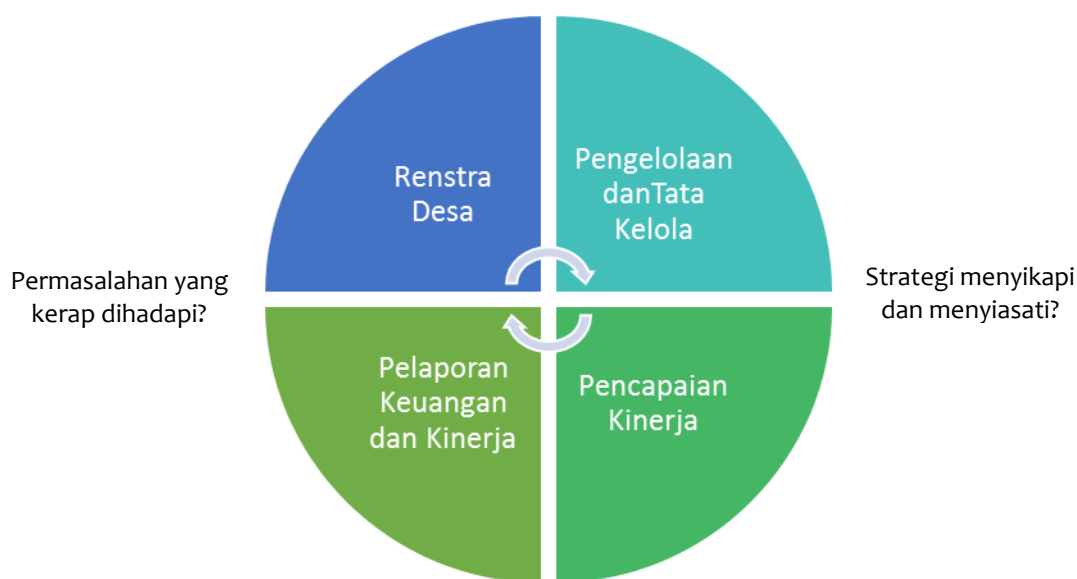 Renstra
Desa
Pengelolaan
danTata
Kelola
Permasalahan yang
kerap dihadapi?
Strategi menyikapi
dan menyiasati?
Pelaporan
Keuangan
dan Kinerja
Pencapaian
Kinerja